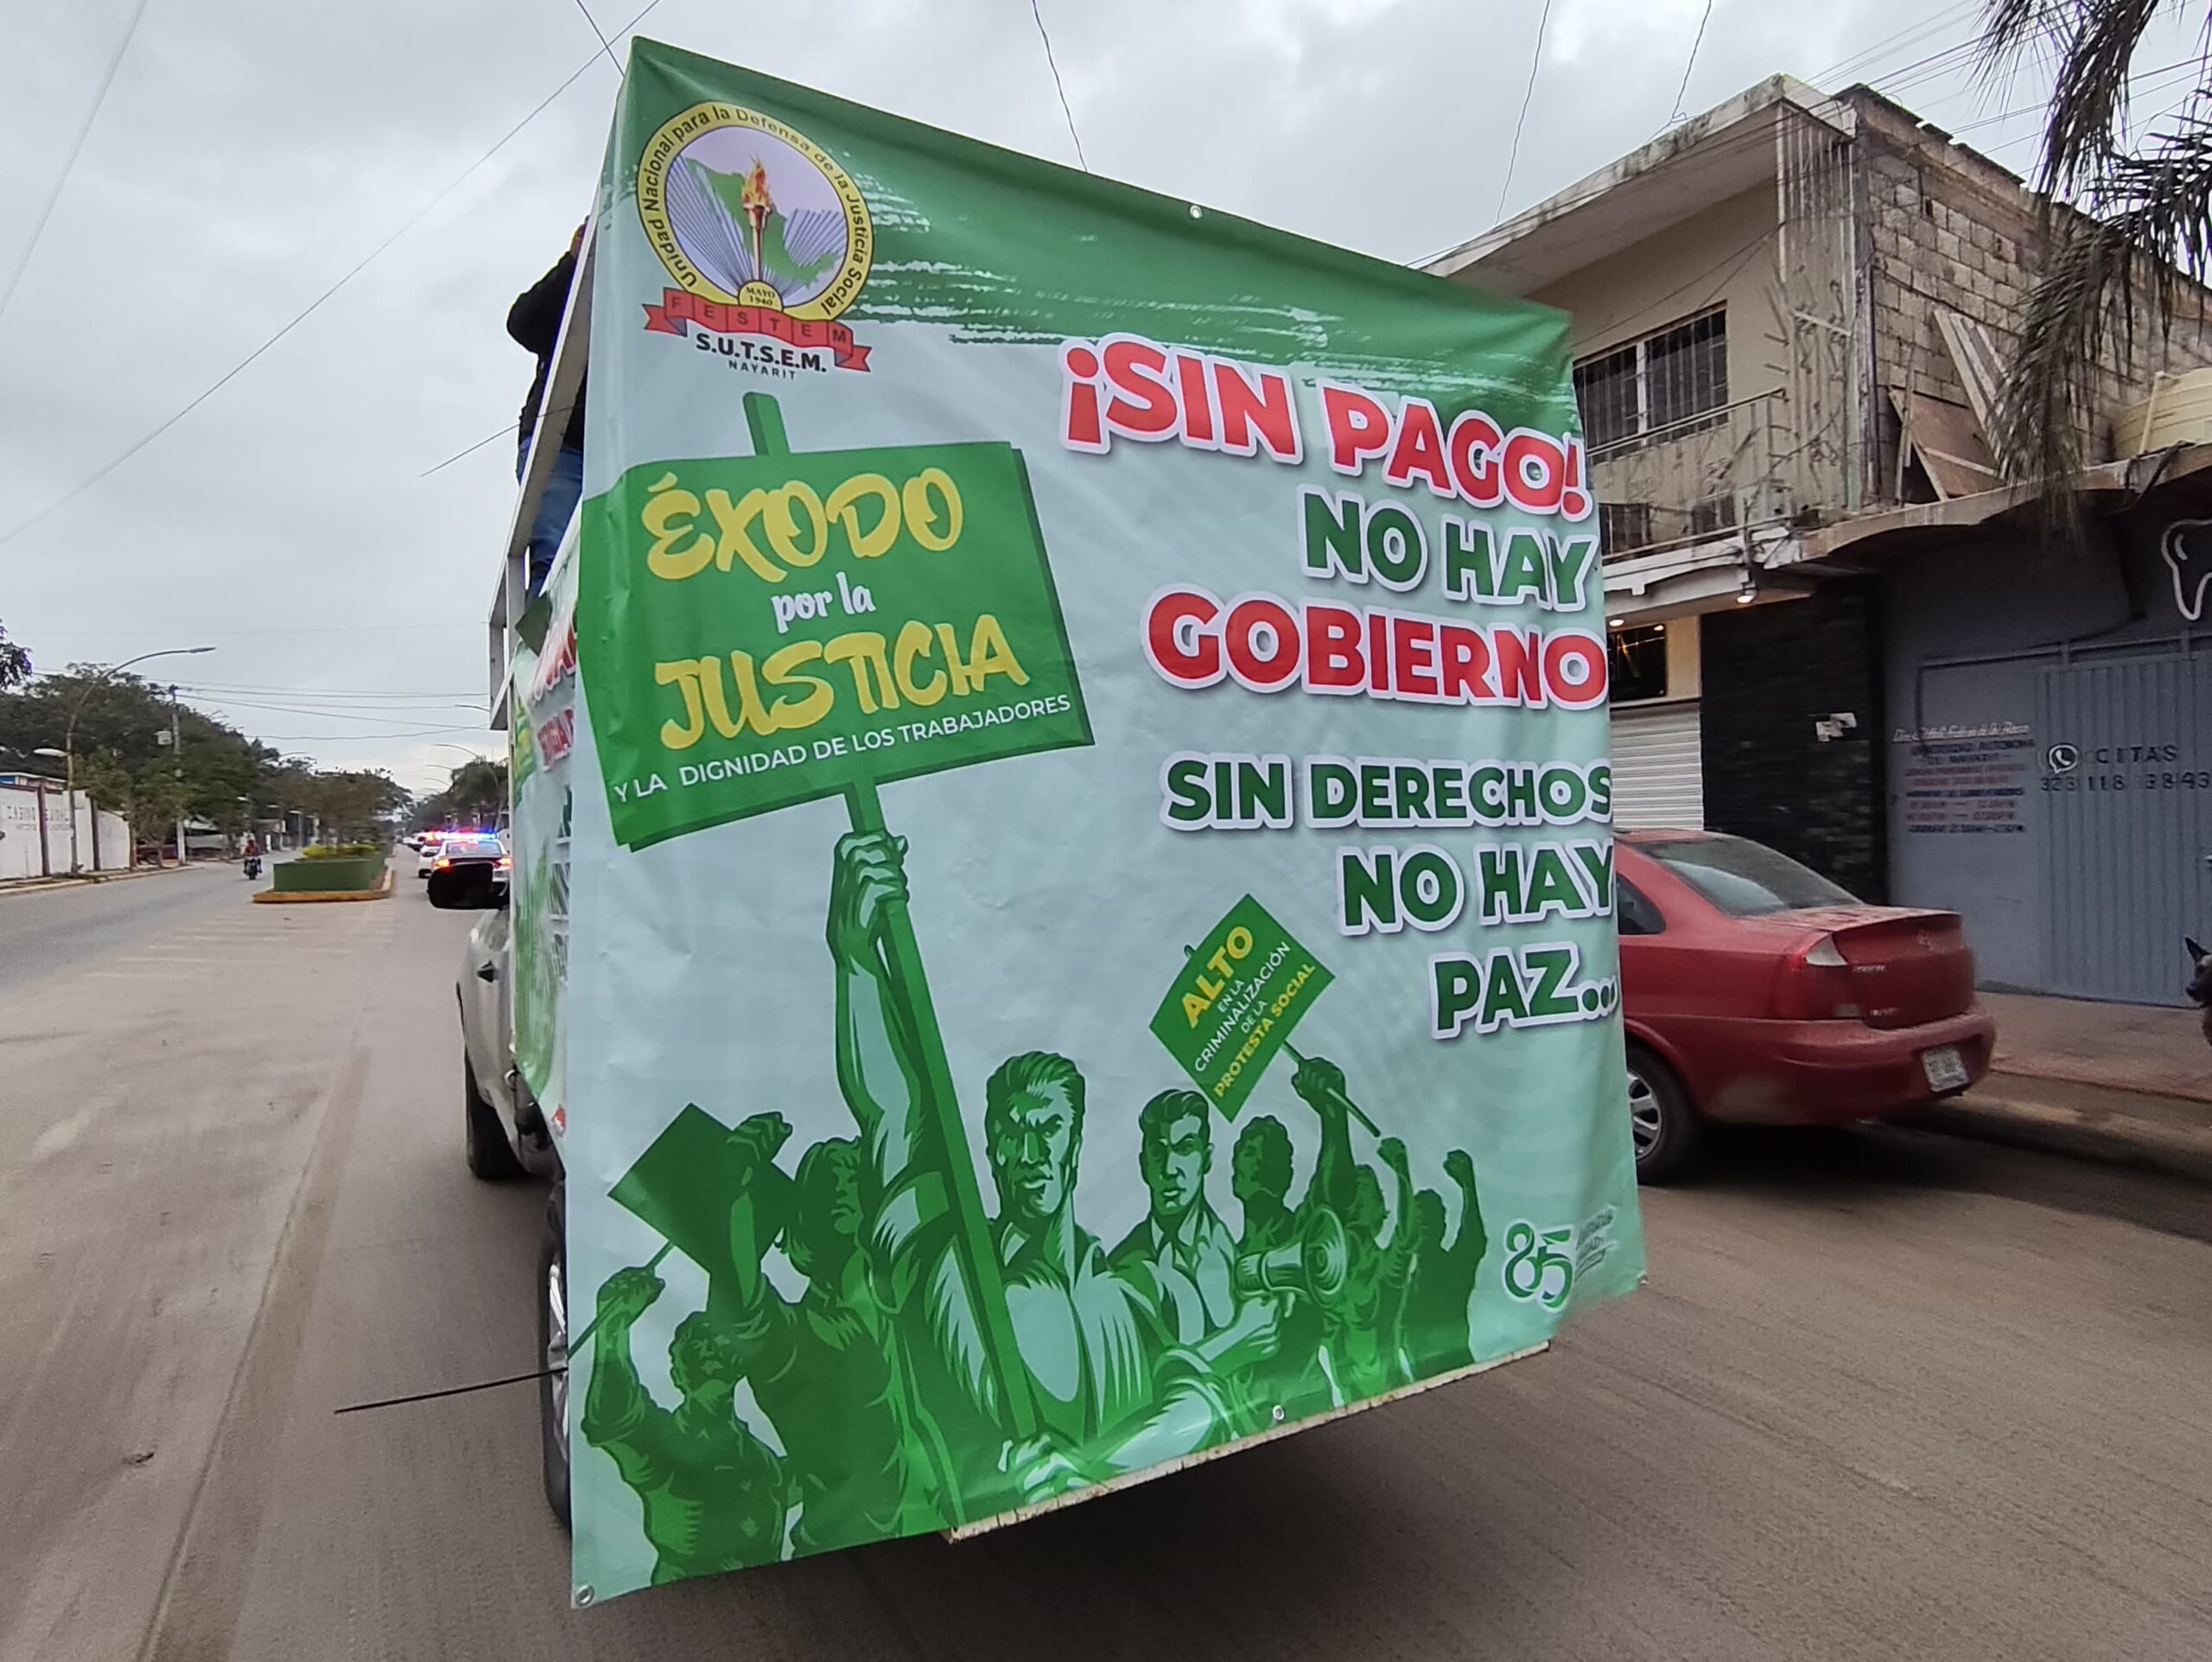 Unidad Nacional para la Defensa de la Justicia Social
MAYO
1940
FESTEM
S.U.T.S.E.M.
NAYARIT
¡SIN PAGO!
NO HAY
GOBIERNO
SIN DERECHOS
NO HAY
PAZ...
ÉXODO
por la
JUSTICIA
Y LA DIGNIDAD DE LOS TRABAJADORES
ALTO
EN LA
CRIMINALIZACIÓN
DE LA
PROTESTA SOCIAL
85
CITAS